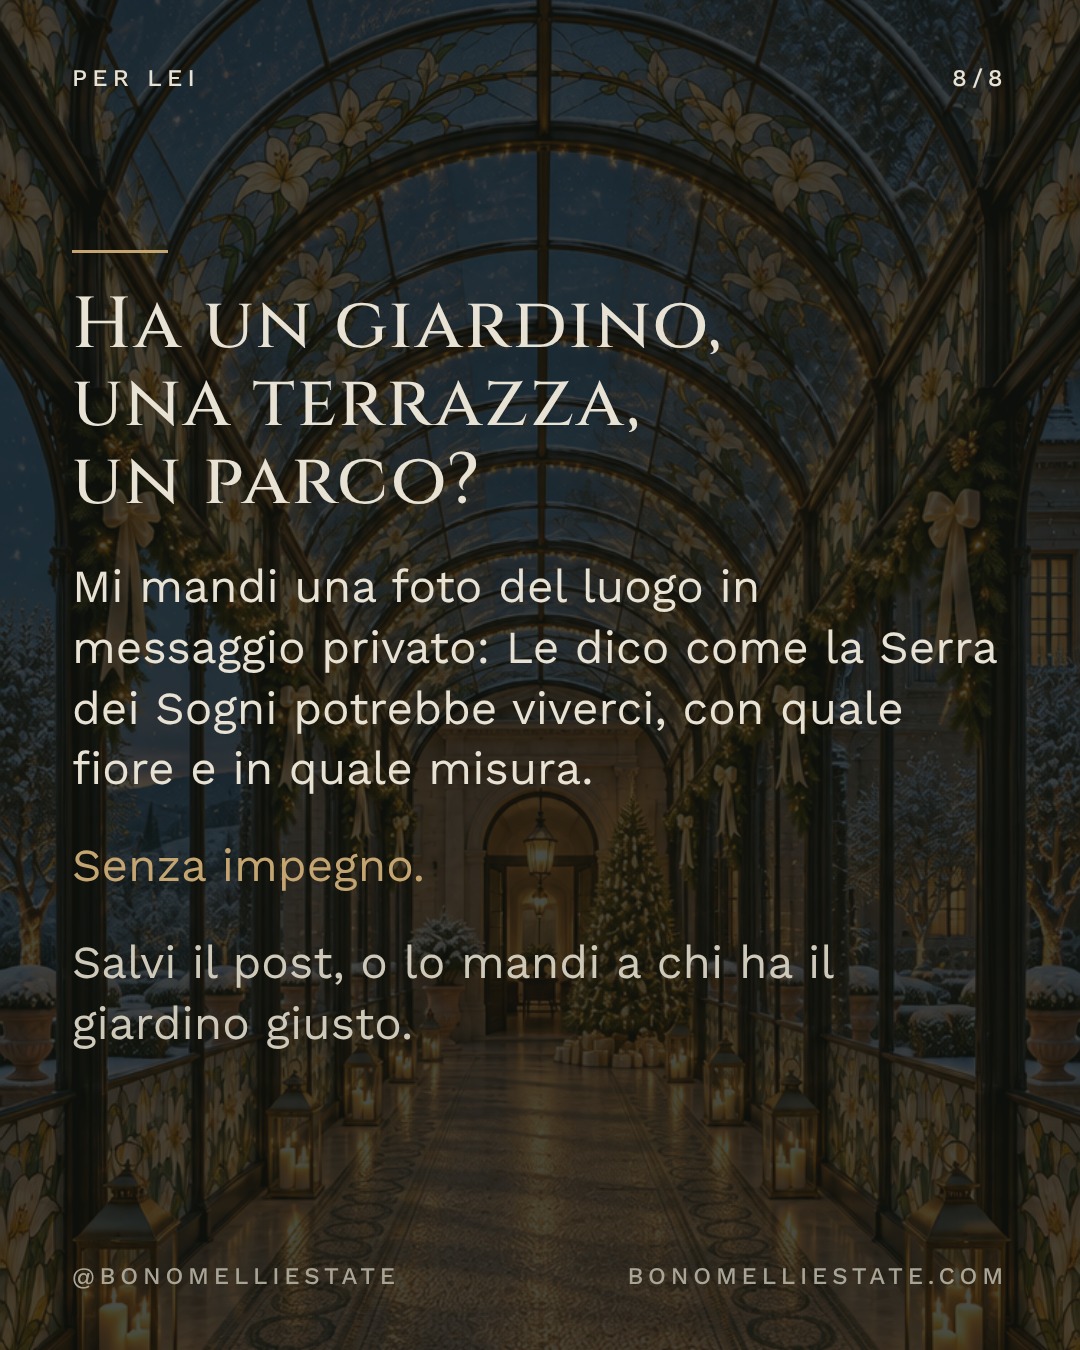 PER LEI
8/8
HA UN GIARDINO,
UNA TERRAZZA,
UN PARCO?
Mi mandi una foto del luogo in
messaggio privato: Le dico come la Serra
dei Sogni potrebbe viverci, con quale
fiore e in quale misura.
Senza impegno.
Salvi il post, o lo mandi a chi ha il
giardino giusto.
@BONOMELLIESTATE
BONOMELLIESTATE.COM